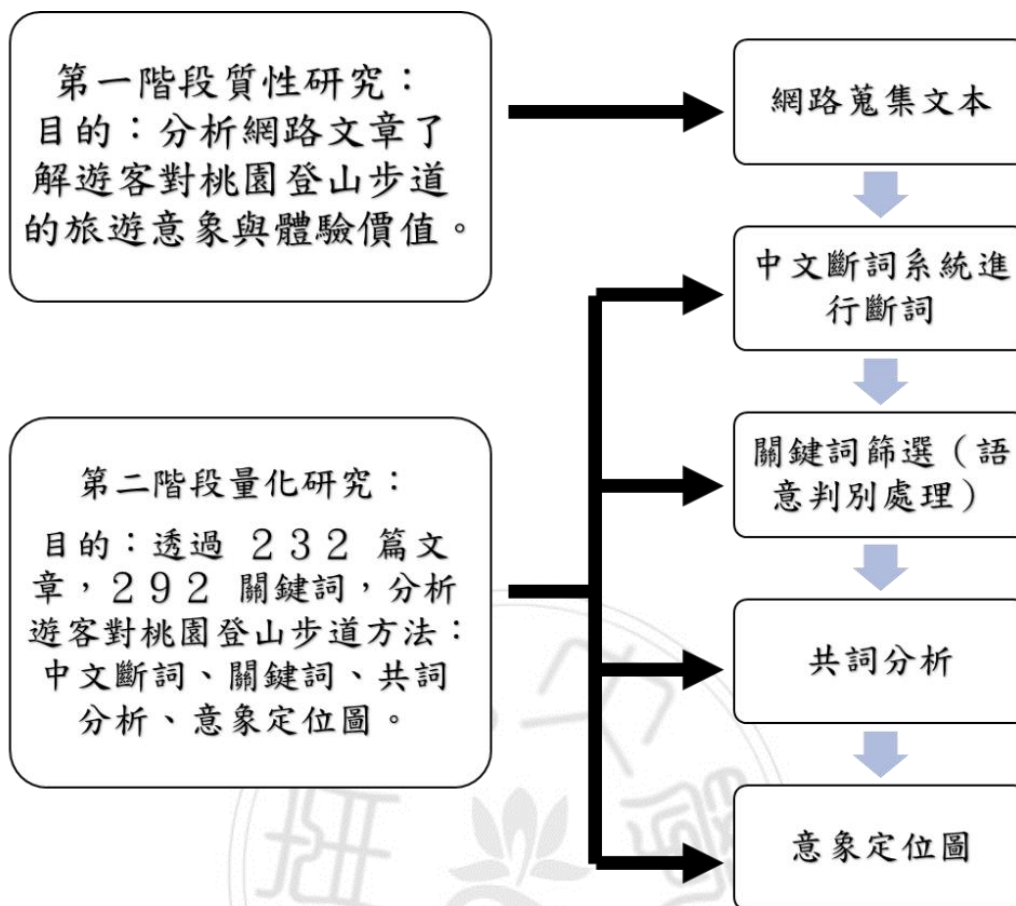 第一階段質性研究：
目的：分析網路文章了
解遊客對桃園登山步道
的旅遊意象與體驗價值。
第二階段量化研究：
目的：透過 ２３２ 篇文
章，２９２ 關鍵詞，分析
遊客對桃園登山步道方法：
中文斷詞、關鍵詞、共詞
分析、意象定位圖。
網路蒐集文本
中文斷詞系統進
行斷詞
關鍵詞篩選（語
意判別處理）
共詞分析
意象定位圖